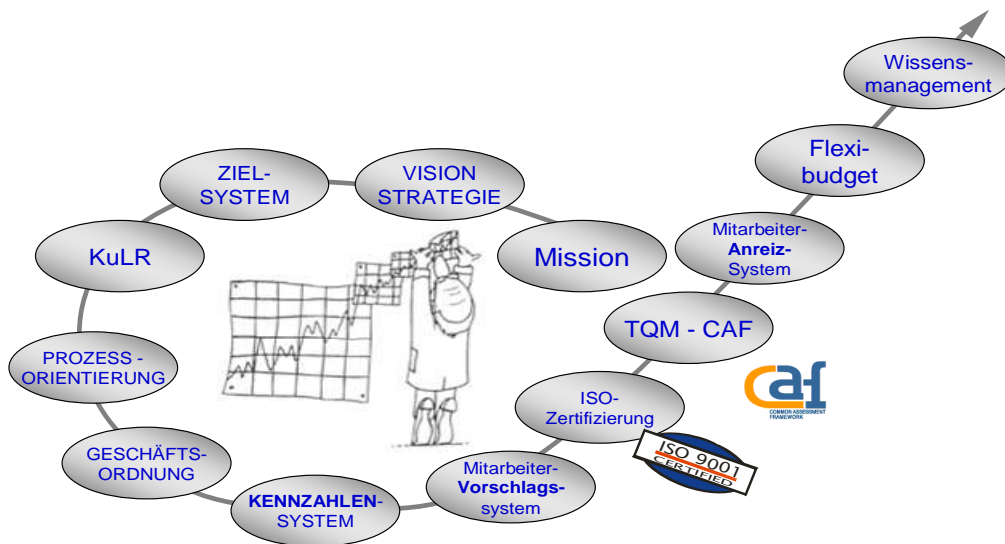 Mission
VISION
STRATEGIE
ZIEL-
SYSTEM
KuLR
PROZESS -
ORIENTIERUNG
GESCHÄFTS-
ORDNUNG
KENNZAHLEN-
SYSTEM
Mitarbeiter-
Vorschlags-
system
ISO-
Zertifizierung
ISO 9001
CERTIFIED
TQM - CAF
caf
COMMON ASSESSMENT
FRAMEWORK
Mitarbeiter-
Anreiz-
System
Flexi-
budget
Wissens-
management